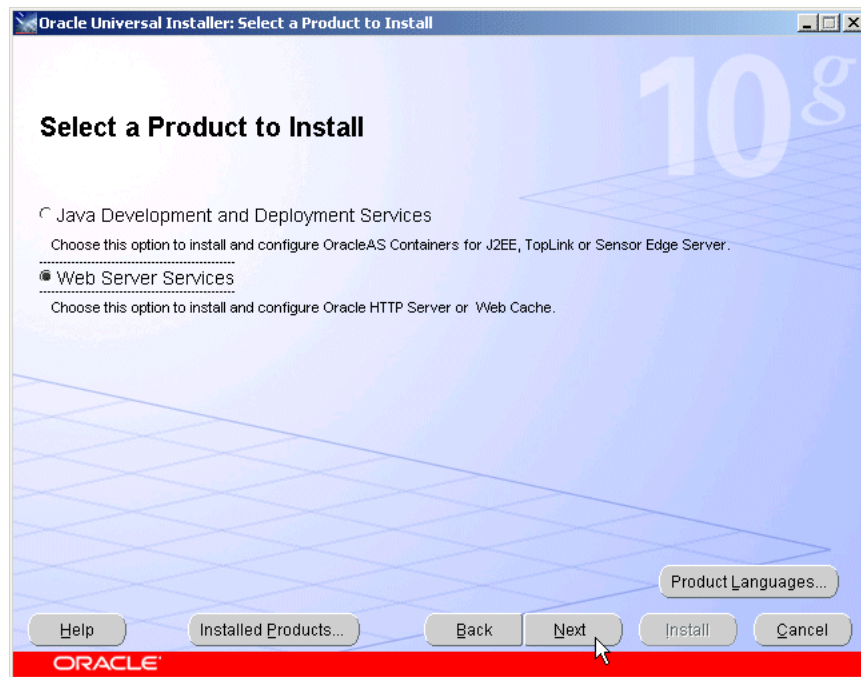 Oracle Universal Installer: Select a Product to Install
10g
Select a Product to Install
Java Development and Deployment Services
Choose this option to install and configure OracleAS Containers for J2EE, TopLink or Sensor Edge Server.
Web Server Services
Choose this option to install and configure Oracle HTTP Server or Web Cache.
Product Languages...
Help Installed Products... Back Next Install Cancel
ORACLE